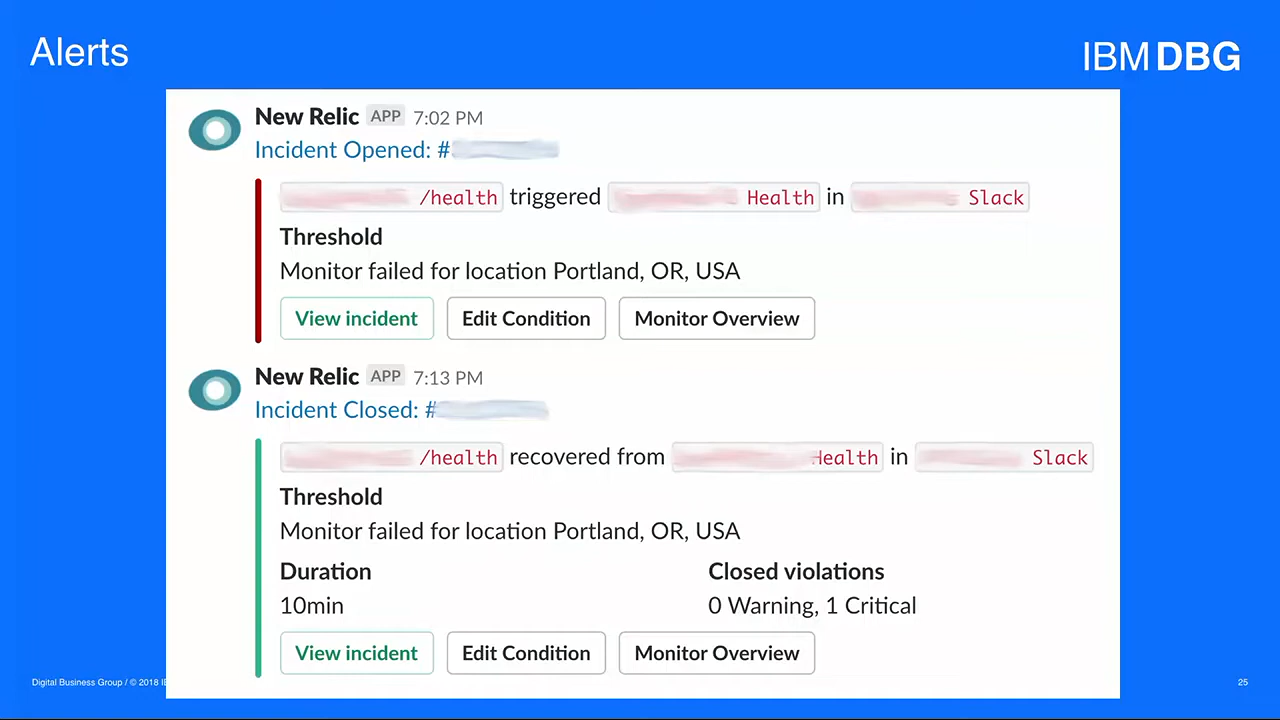 Alerts
IBM DBG
New Relic APP 7:02 PM
Incident Opened: #
/health triggered Health in Slack
Threshold
Monitor failed for location Portland, OR, USA
View incident Edit Condition Monitor Overview
New Relic APP 7:13 PM
Incident Closed: #
/health recovered from Health in Slack
Threshold
Monitor failed for location Portland, OR, USA
Duration Closed violations
10min 0 Warning, 1 Critical
View incident Edit Condition Monitor Overview
Digital Business Group / © 2018
25